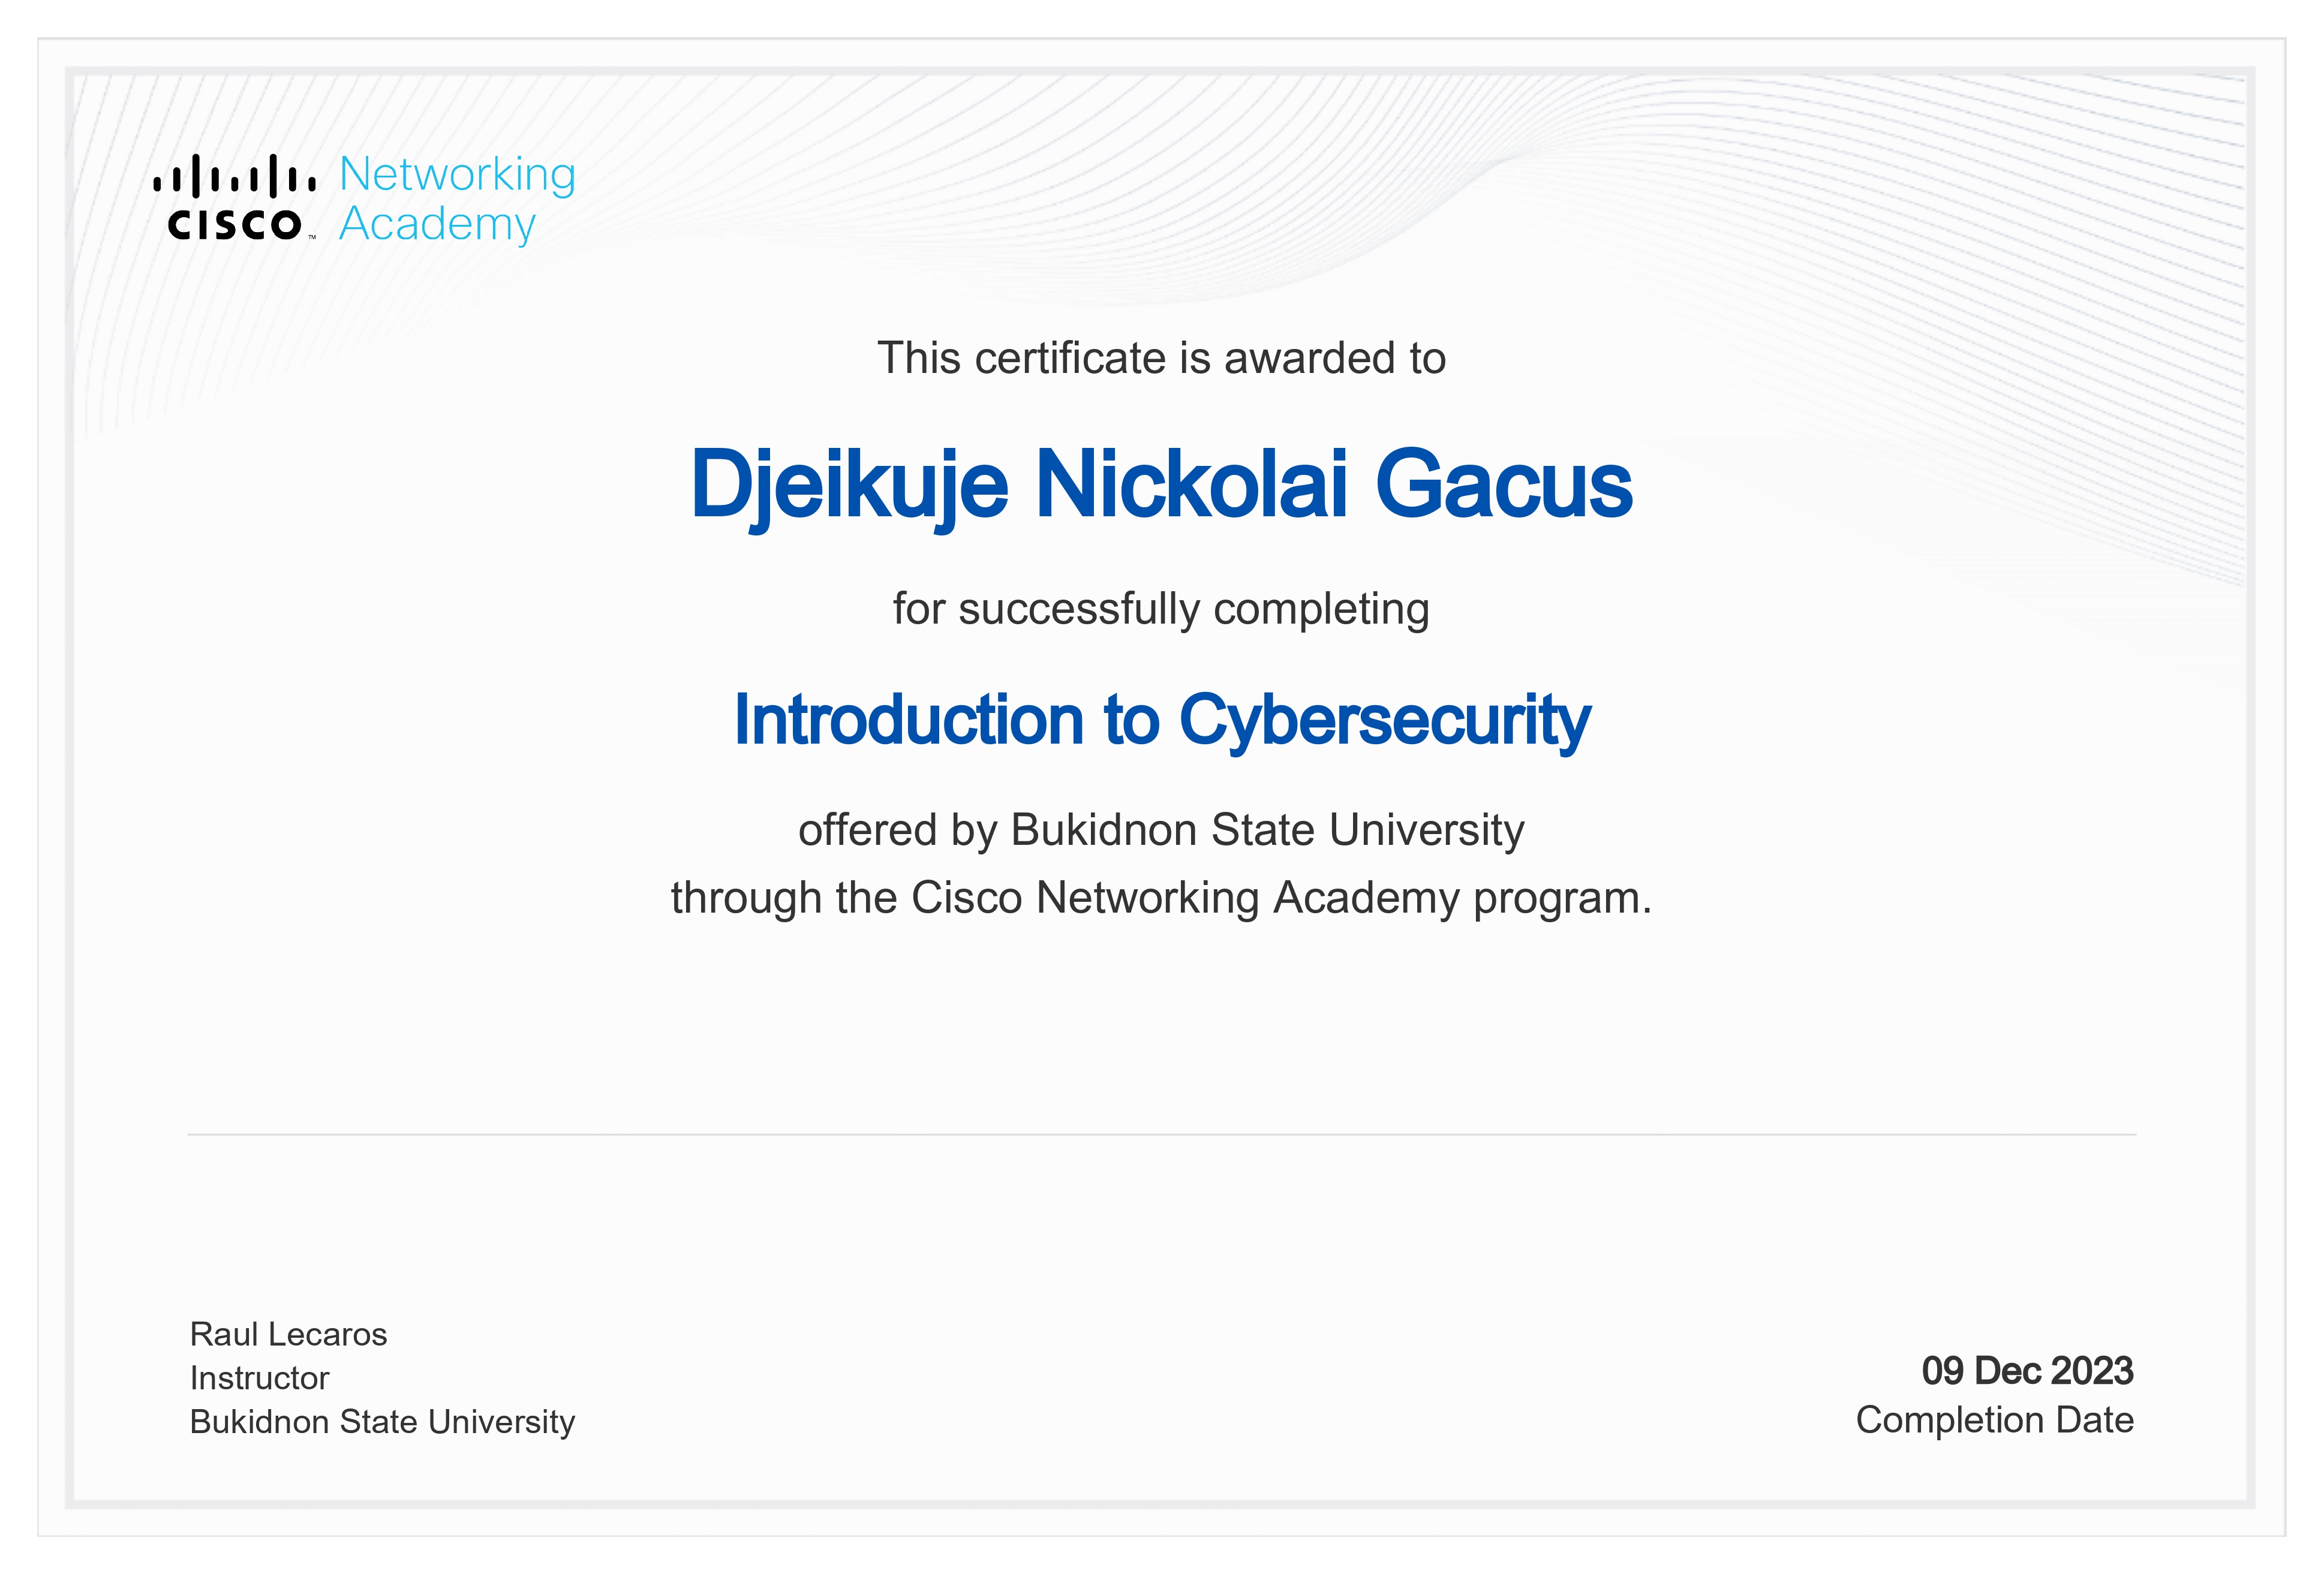 CISCO™
Networking
Academy
This certificate is awarded to
Djeikuje Nickolai Gacus
for successfully completing
Introduction to Cybersecurity
offered by Bukidnon State University
through the Cisco Networking Academy program.
Raul Lecaros
Instructor
Bukidnon State University
09 Dec 2023
Completion Date